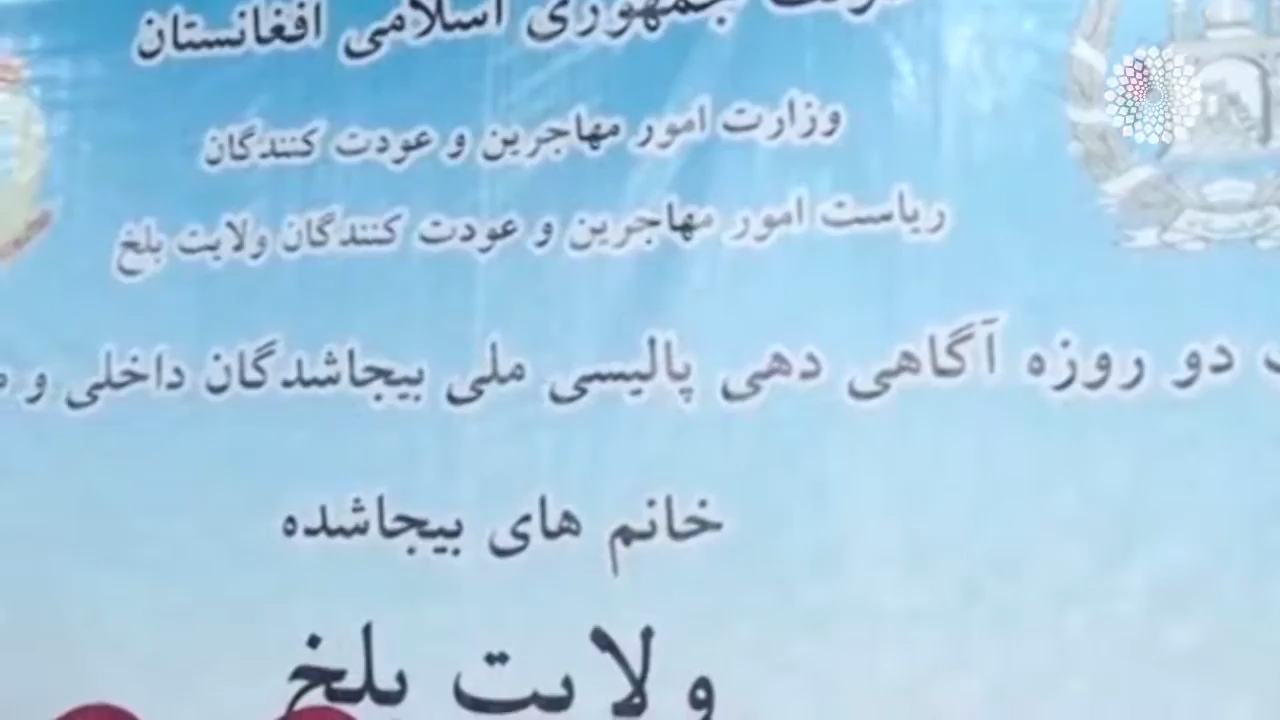 جمهوری اسلامی افغانستان
وزارت امور مهاجرین و عودت کنندگان
ریاست امور مهاجرین و عودت کنندگان ولایت بلخ
دو روزه آگاهی دهی پالیسی ملی بیجاشدگان داخلی و
خانم های بیجاشده
ولایت بلخ